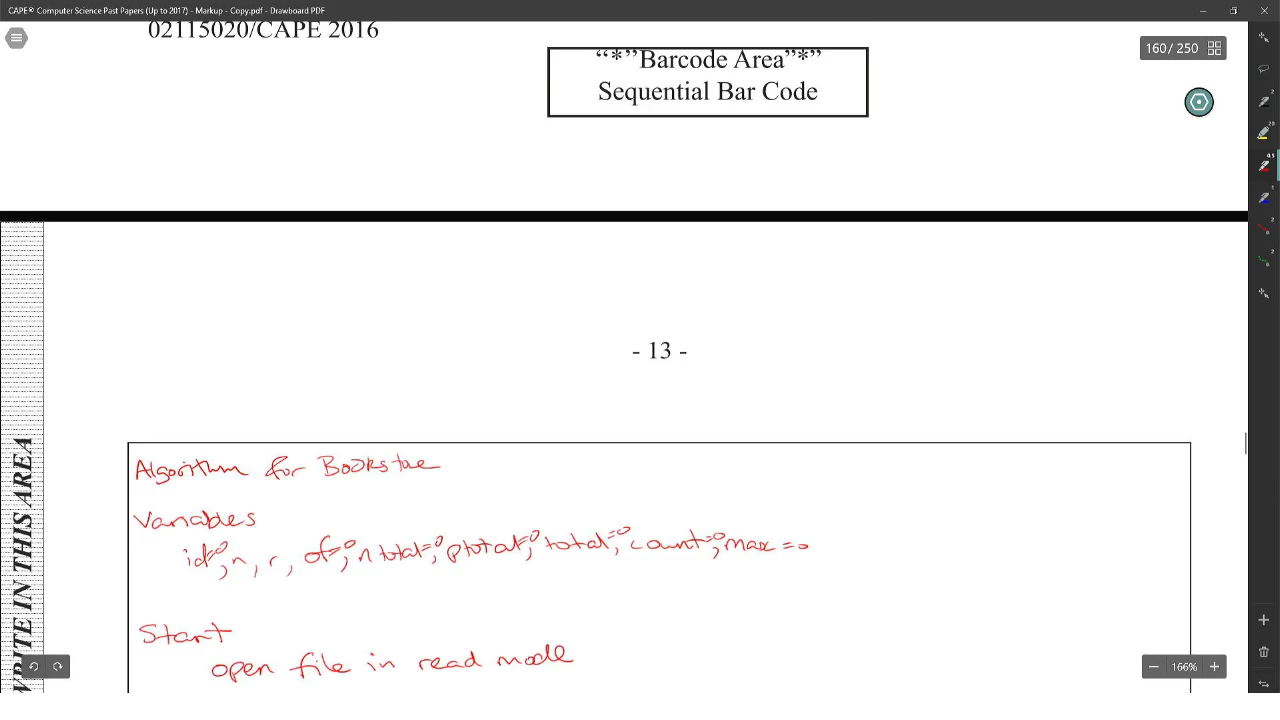 CAPE® Computer Science Past Papers (Up to 2017) - Markup - Copy.pdf - Drawboard PDF
02115020/CAPE 2016
160/ 250
“*”Barcode Area”*”
Sequential Bar Code
- 13 -
WRITE IN THIS AREA
Algorithm for Bookstore
Variables
id=0, n, r, of=0, ntotal=0, ptotal=0, total=0, count=0, max=0
Start
open file in read mode
166%